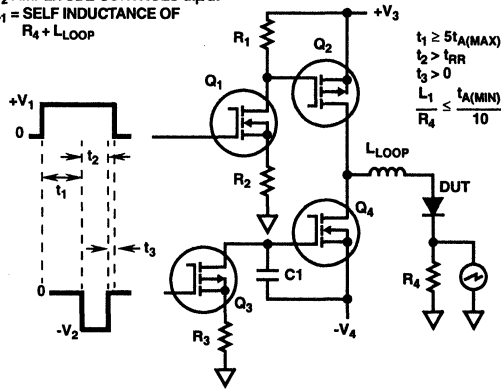 1 = SELF INDUCTANCE OF
R4 + LLOOP
+V3
R1
Q2
t1 ≥ 5tA(MAX)
t2 > tRR
t3 > 0
L1
R4
≤
tA(MIN)
10
Q1
+V1
0
t2
t1
R2
LLOOP
DUT
Q4
t3
C1
R4
0
Q3
-V2
R3
-V4